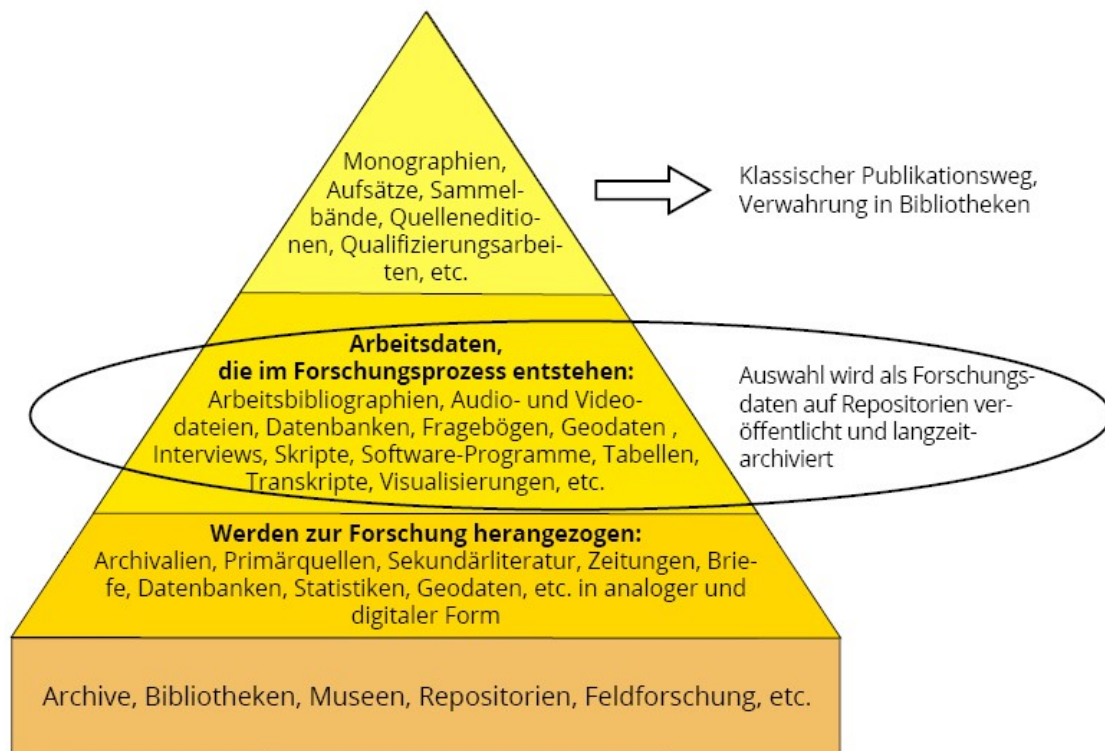 Monographien,
Aufsätze, Sammel-
bände, Quelleneditio-
nen, Qualifizierungsarbei-
ten, etc.
Klassischer Publikationsweg,
Verwahrung in Bibliotheken
Arbeitsdaten,
die im Forschungsprozess entstehen:
Arbeitsbibliographien, Audio- und Video-
dateien, Datenbanken, Fragebögen, Geodaten ,
Interviews, Skripte, Software-Programme, Tabellen,
Transkripte, Visualisierungen, etc.
Auswahl wird als Forschungs-
daten auf Repositorien ver-
öffentlicht und langzeit-
archiviert
Werden zur Forschung herangezogen:
Archivalien, Primärquellen, Sekundärliteratur, Zeitungen, Brie-
fe, Datenbanken, Statistiken, Geodaten, etc. in analoger und
digitaler Form
Archive, Bibliotheken, Museen, Repositorien, Feldforschung, etc.